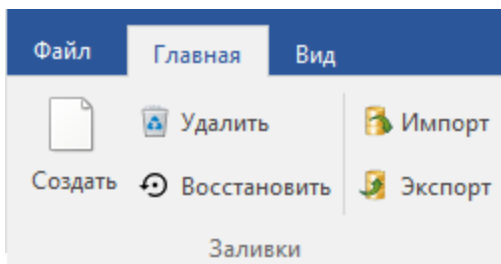 Файл Главная Вид
Удалить Импорт
Создать Восстановить Экспорт
Заливки